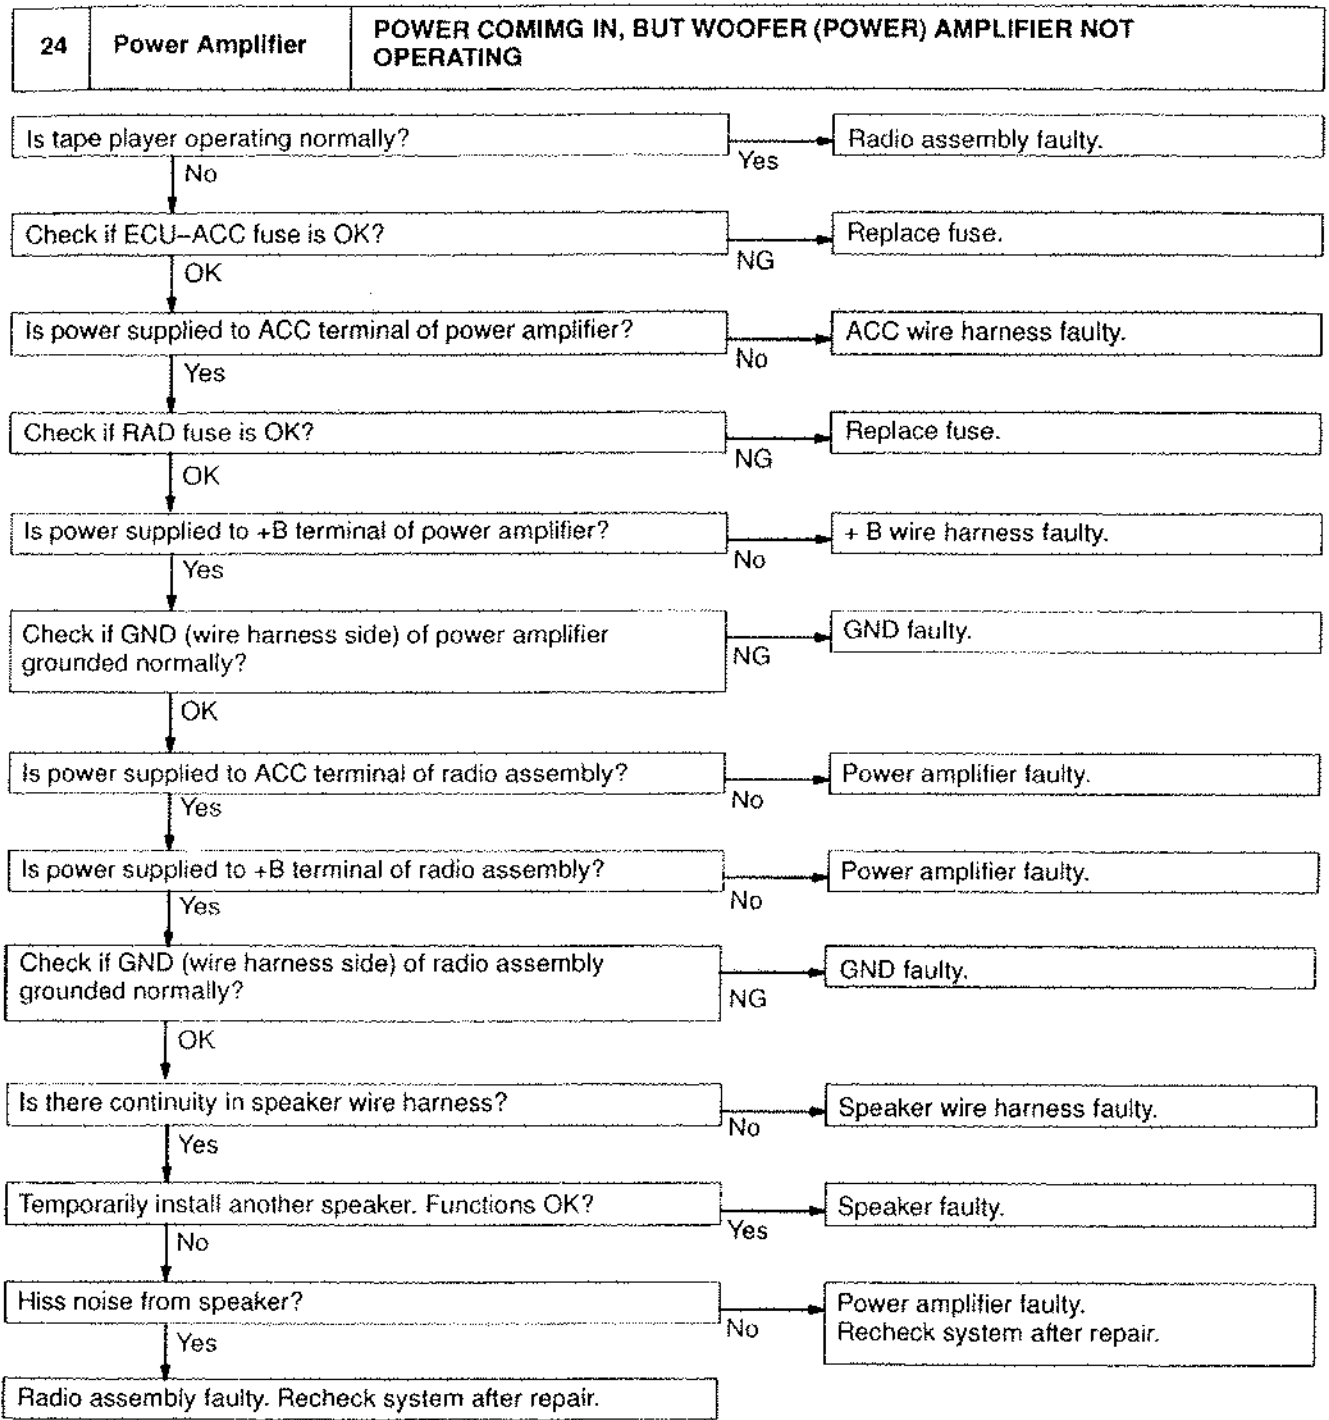 24
Power Amplifier
POWER COMIMG IN, BUT WOOFER (POWER) AMPLIFIER NOT
OPERATING
Is tape player operating normally?
Yes
Radio assembly faulty.
No
Check if ECU–ACC fuse is OK?
NG
Replace fuse.
OK
Is power supplied to ACC terminal of power amplifier?
No
ACC wire harness faulty.
Yes
Check if RAD fuse is OK?
NG
Replace fuse.
OK
Is power supplied to +B terminal of power amplifier?
No
+ B wire harness faulty.
Yes
Check if GND (wire harness side) of power amplifier
grounded normally?
NG
GND faulty.
OK
Is power supplied to ACC terminal of radio assembly?
No
Power amplifier faulty.
Yes
Is power supplied to +B terminal of radio assembly?
No
Power amplifier faulty.
Yes
Check if GND (wire harness side) of radio assembly
grounded normally?
NG
GND faulty.
OK
Is there continuity in speaker wire harness?
No
Speaker wire harness faulty.
Yes
Temporarily install another speaker. Functions OK?
Yes
Speaker faulty.
No
Hiss noise from speaker?
No
Power amplifier faulty.
Recheck system after repair.
Yes
Radio assembly faulty. Recheck system after repair.